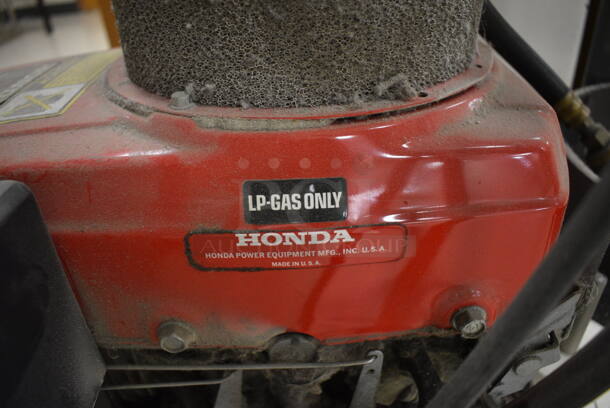 LP-GAS ONLY
HONDA
HONDA POWER EQUIPMENT MFG., INC. U.S.A.
MADE IN U.S.A.